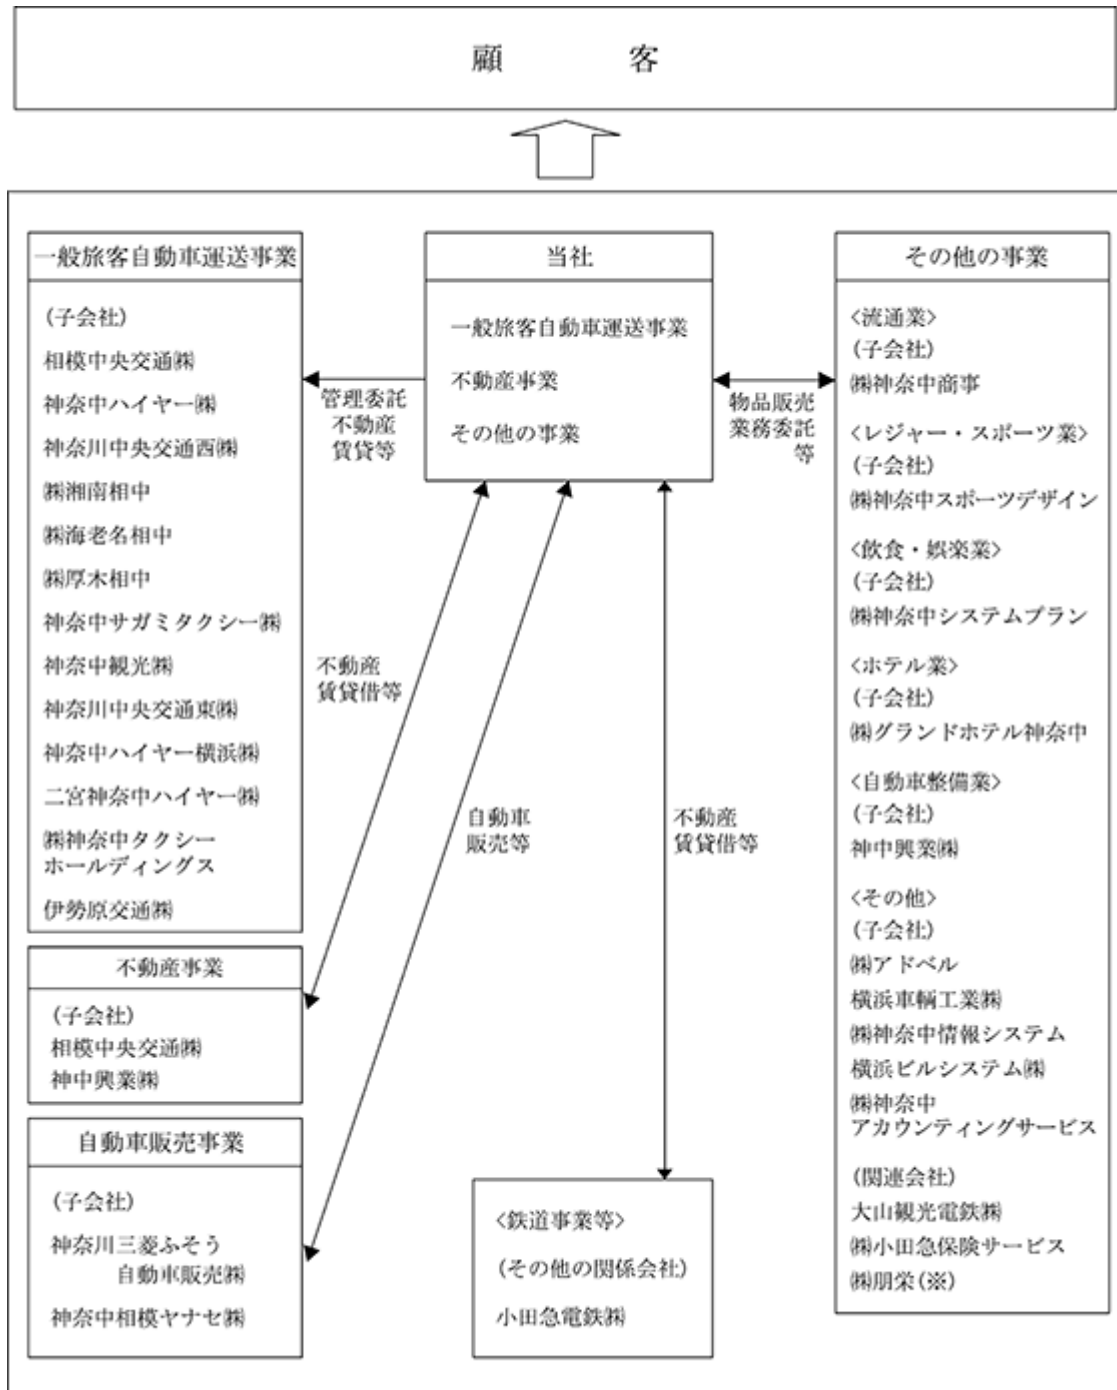 顧客
一般旅客自動車運送事業
(子会社)
相模中央交通㈱
神奈中ハイヤー㈱
神奈川中央交通西㈱
㈱湘南相中
㈱海老名相中
㈱厚木相中
神奈中サガミタクシー㈱
神奈中観光㈱
神奈川中央交通東㈱
神奈中ハイヤー横浜㈱
二宮神奈中ハイヤー㈱
㈱神奈中タクシー
ホールディングス
伊勢原交通㈱
不動産事業
(子会社)
相模中央交通㈱
神中興業㈱
自動車販売事業
(子会社)
神奈川三菱ふそう
自動車販売㈱
神奈中相模ヤナセ㈱
管理委託
不動産
賃貸等
不動産
賃貸借等
自動車
販売等
当社
一般旅客自動車運送事業
不動産事業
その他の事業
不動産
賃貸借等
<鉄道事業等>
(その他の関係会社)
小田急電鉄㈱
物品販売
業務委託
等
その他の事業
<流通業>
(子会社)
㈱神奈中商事
<レジャー・スポーツ業>
(子会社)
㈱神奈中スポーツデザイン
<飲食・娯楽業>
(子会社)
㈱神奈中システムプラン
<ホテル業>
(子会社)
㈱グランドホテル神奈中
<自動車整備業>
(子会社)
神中興業㈱
<その他>
(子会社)
㈱アドベル
横浜車輌工業㈱
㈱神奈中情報システム
横浜ビルシステム㈱
㈱神奈中
アカウンティングサービス
(関連会社)
大山観光電鉄㈱
㈱小田急保険サービス
㈱朋栄(※)